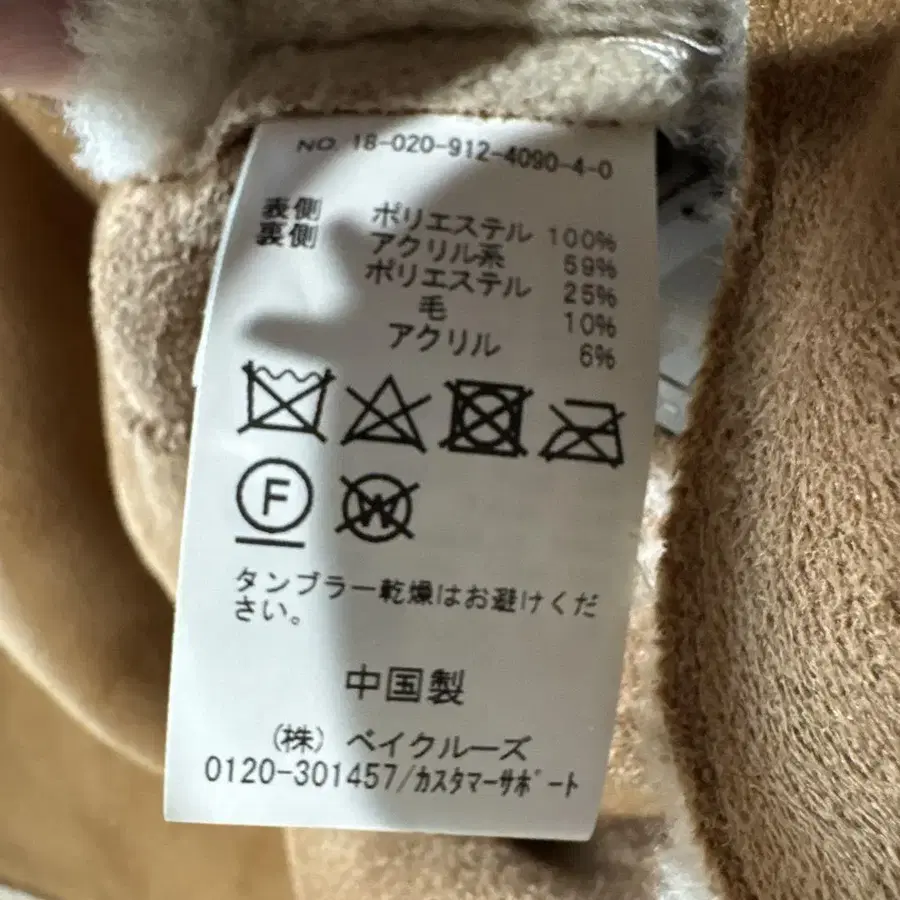 NO. 18-020-912-4090-4-0
表側 ポリエステル 100%
裏側 アクリル系 59%
ポリエステル 25%
毛 10%
アクリル 6%
F W
タンブラー乾燥はお避けくだ
さい。
中国製
(株) ベイクルーズ
0120-301457/カスタマーサポート